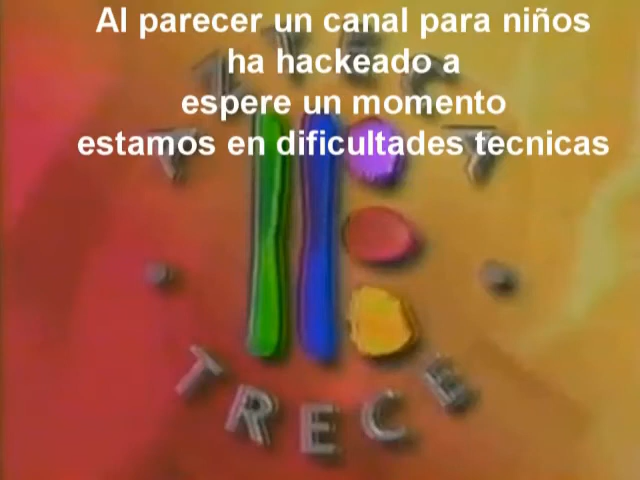 Al parecer un canal para niños
ha hackeado a
espere un momento
estamos en dificultades tecnicas
TRECE